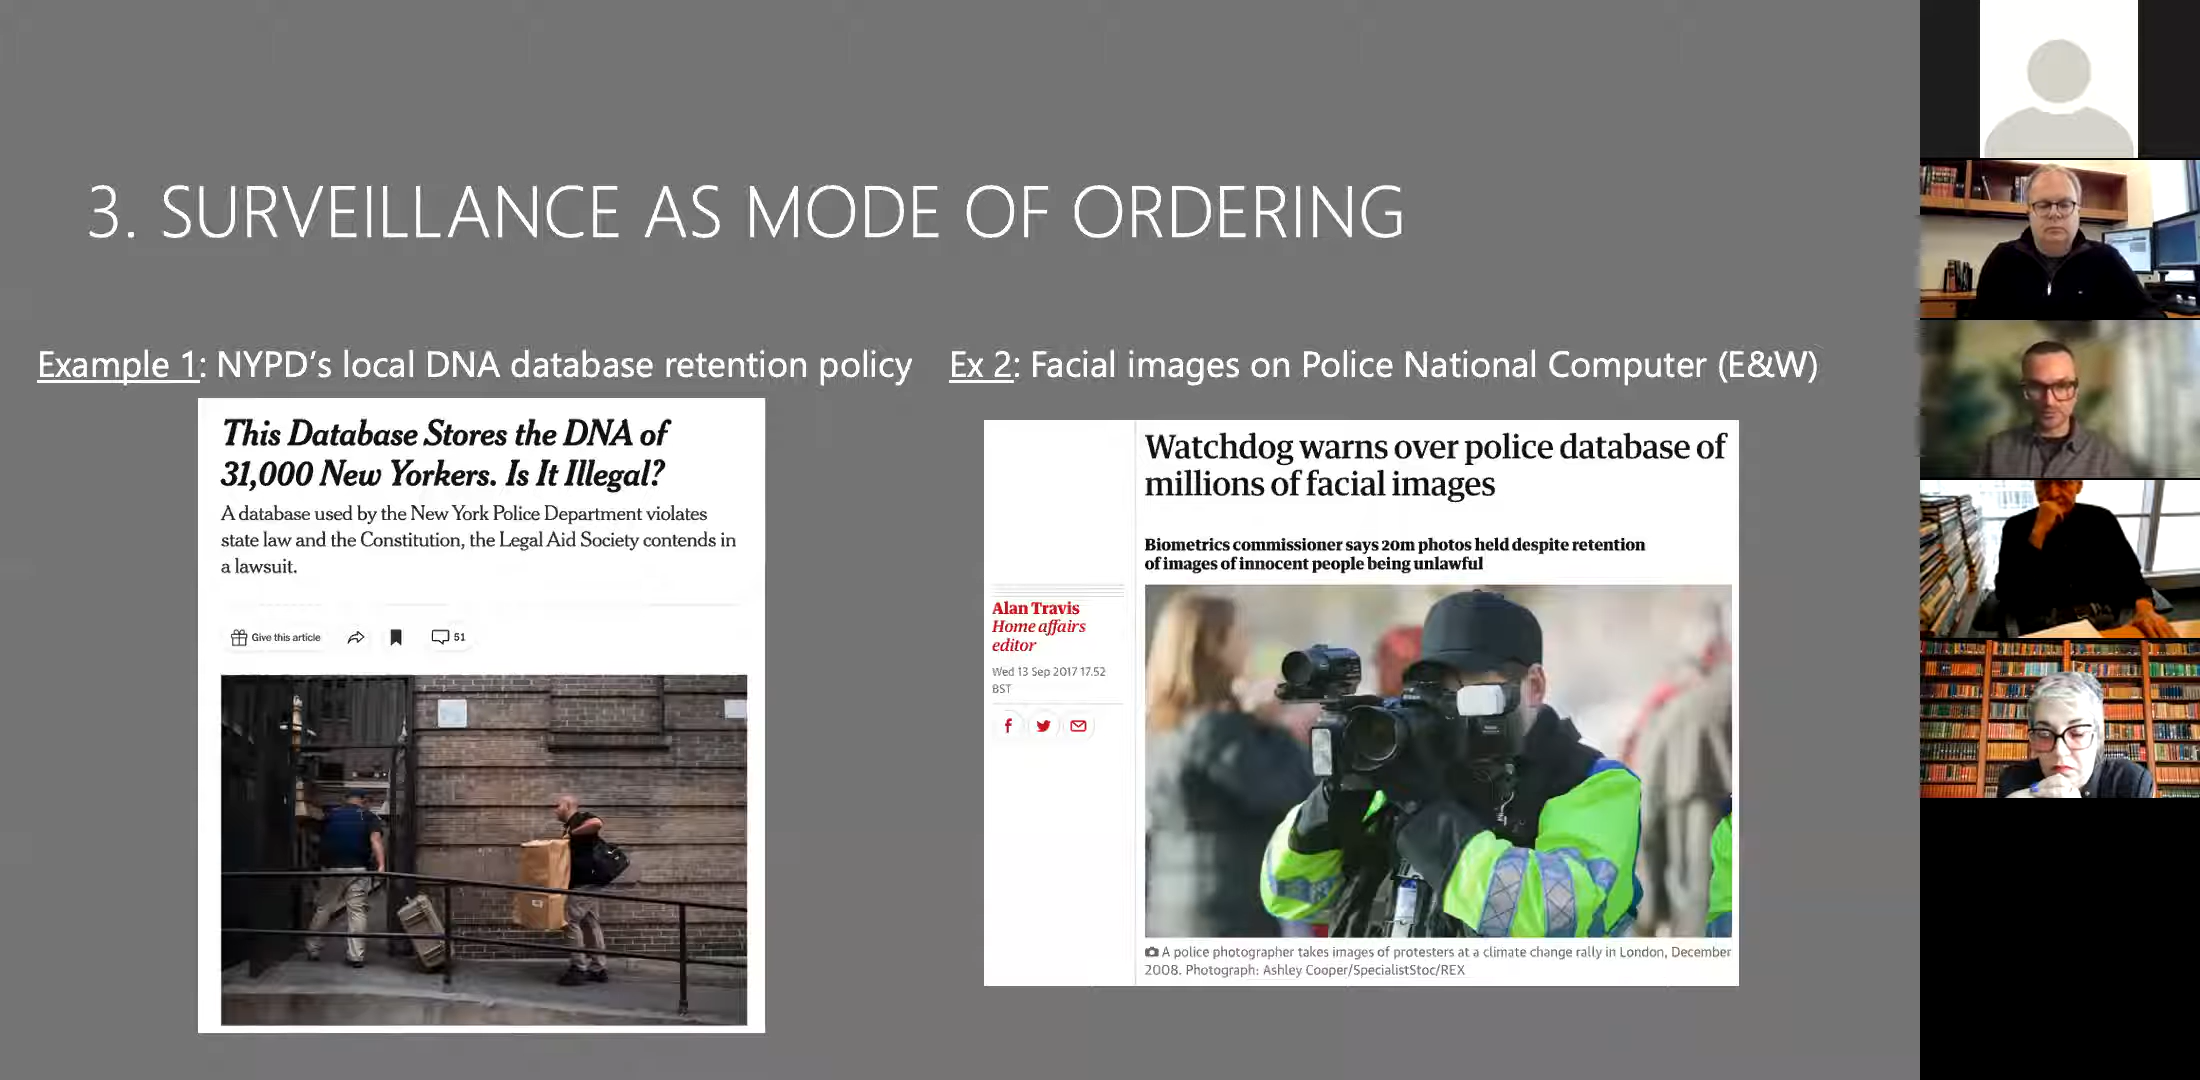 3. SURVEILLANCE AS MODE OF ORDERING
Example 1: NYPD’s local DNA database retention policy
This Database Stores the DNA of
31,000 New Yorkers. Is It Illegal?
A database used by the New York Police Department violates
state law and the Constitution, the Legal Aid Society contends in
a lawsuit.
Give this article
51
Ex 2: Facial images on Police National Computer (E&W)
Watchdog warns over police database of
millions of facial images
Biometrics commissioner says 20m photos held despite retention
of images of innocent people being unlawful
Alan Travis
Home affairs
editor
Wed 13 Sep 2017 17.52
BST
A police photographer takes images of protesters at a climate change rally in London, December
2008. Photograph: Ashley Cooper/SpecialistStoc/REX